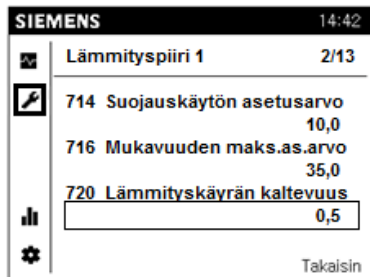 SIEMENS 14:42
Lämmityspiiri 1 2/13
714 Suojauskäytön asetusarvo
10,0
716 Mukavuuden maks.as.arvo
35,0
720 Lämmityskäyrän kaltevuus
0,5
Takaisin